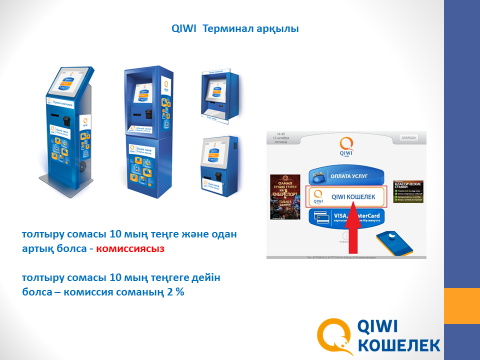 QIWI Терминал арқылы
QIWI
ОПЛАТА УСЛУГ
QIWI КОШЕЛЕК
VISA, MasterCard
толтыру сомасы 10 мың теңге және одан
артық болса - комиссиясыз
толтыру сомасы 10 мың теңгеге дейін
болса – комиссия соманың 2 %
QIWI
КОШЕЛЕК